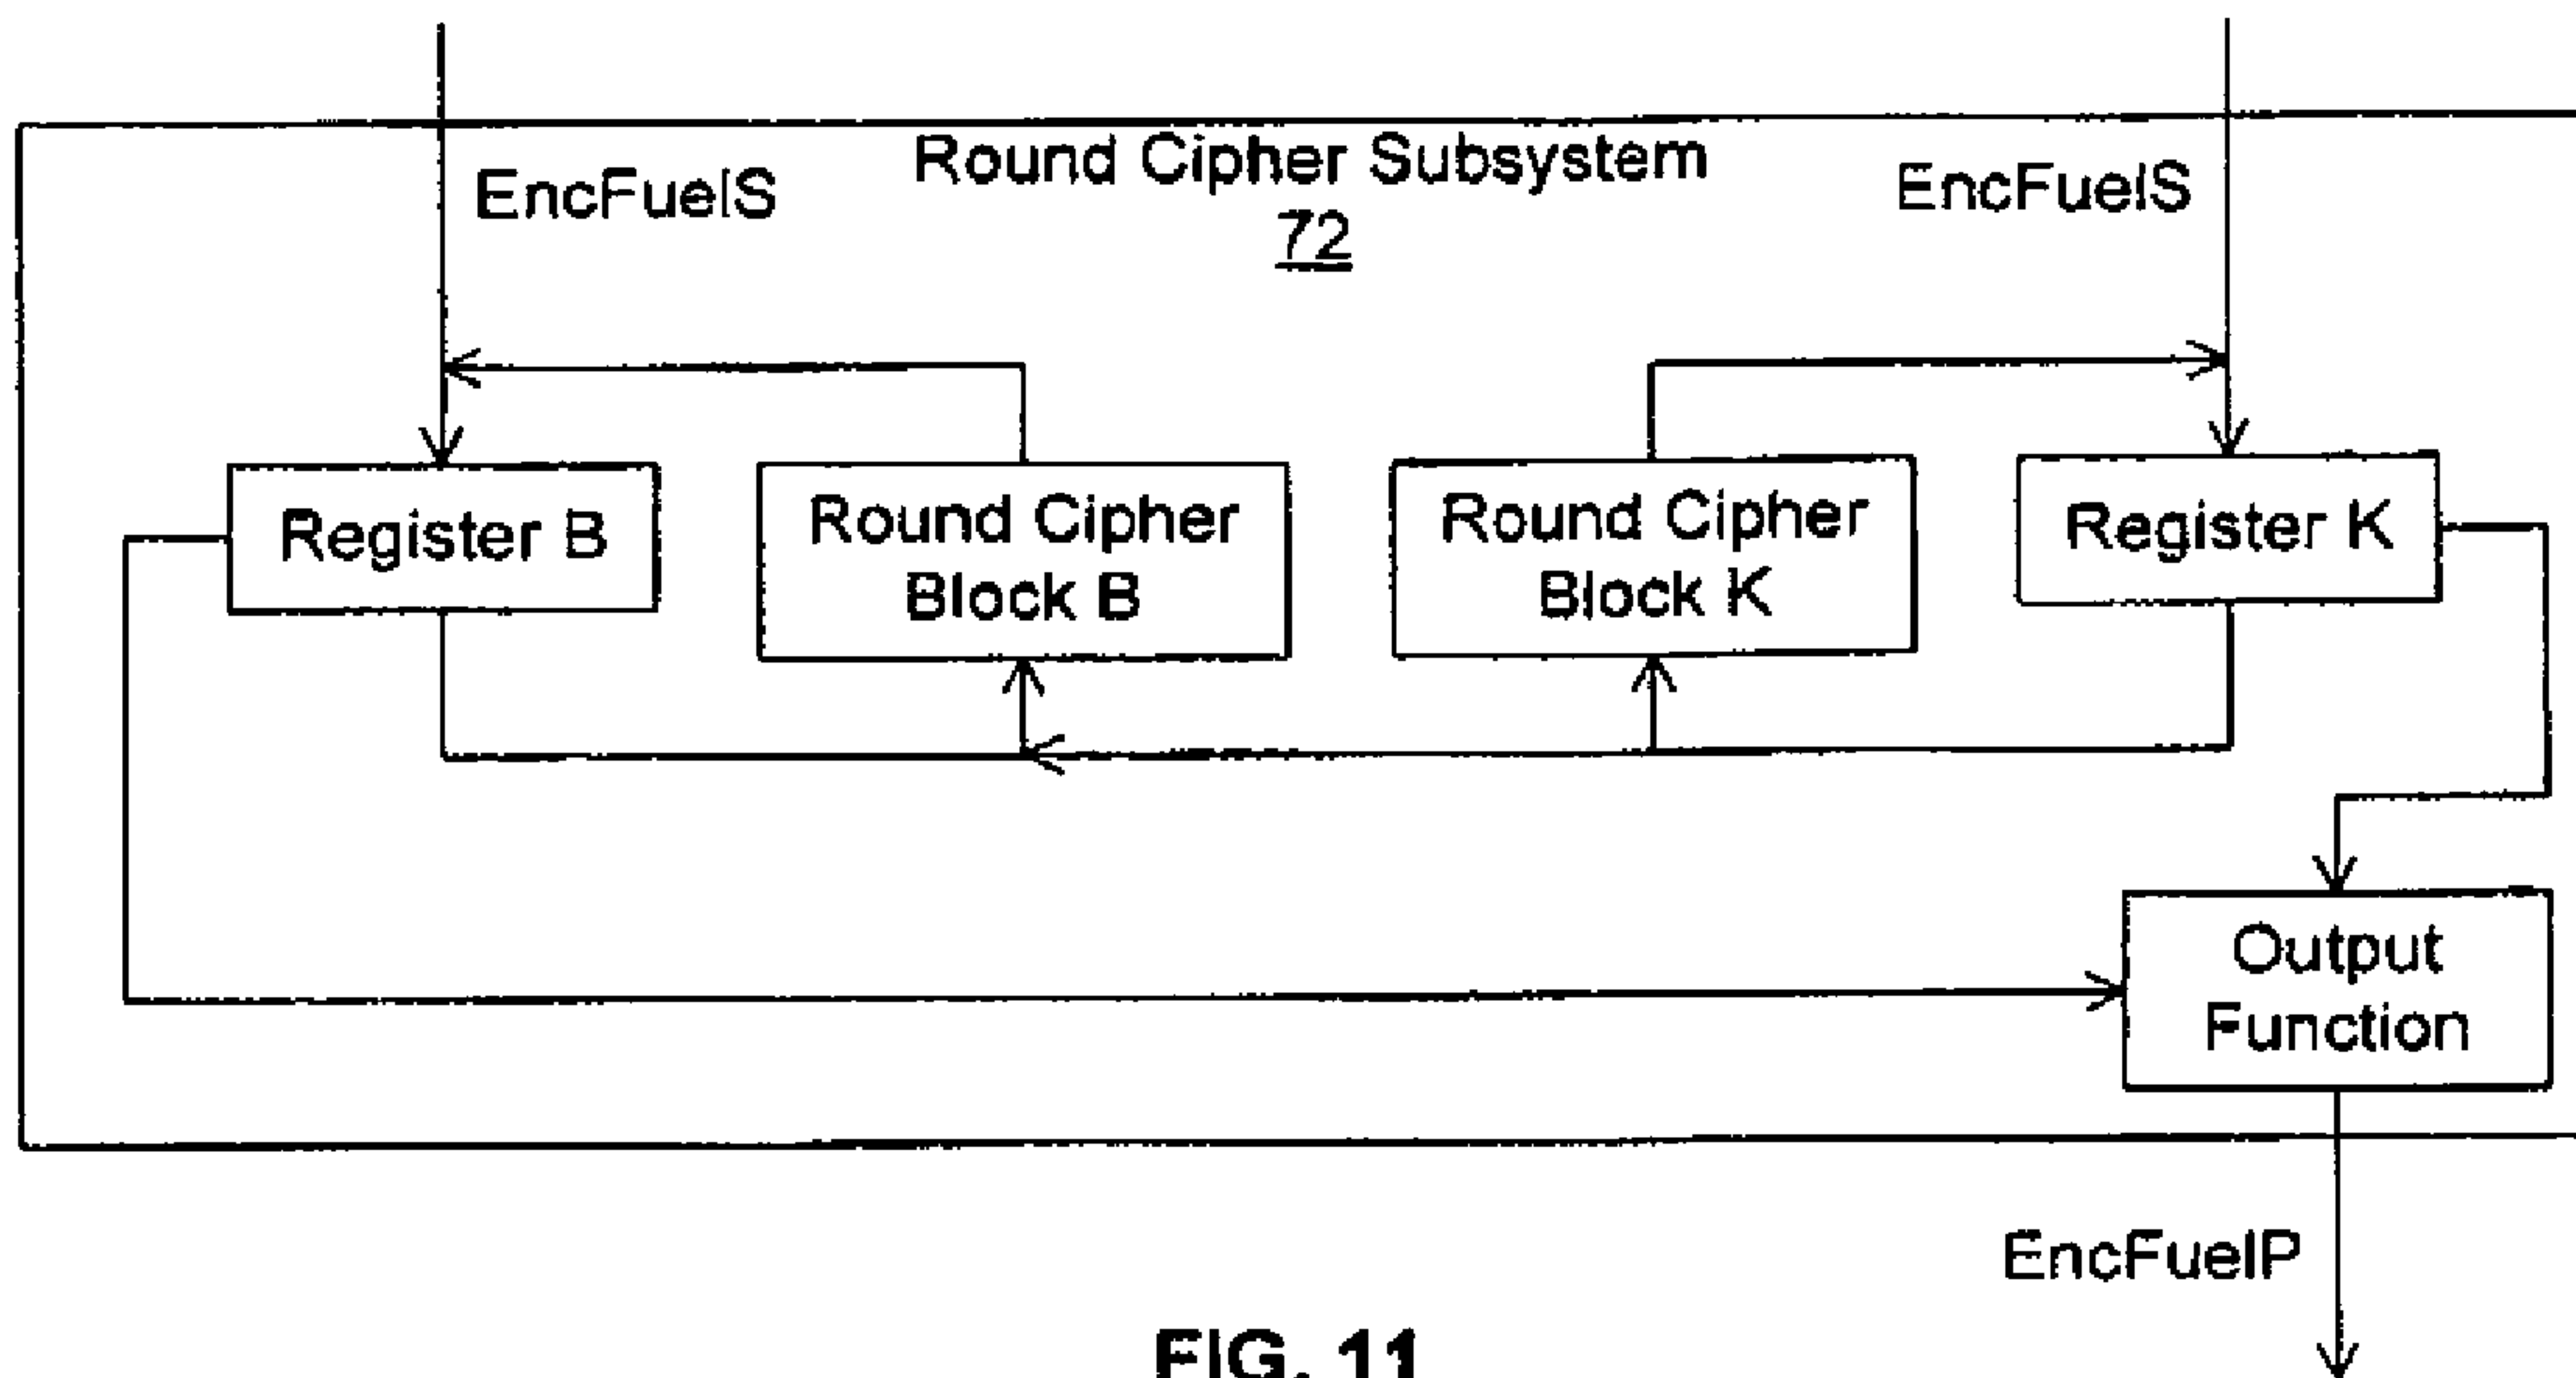 Round Cipher Subsystem
72
EncFuelS
EncFuelS
Register B
Round Cipher
Block B
Round Cipher
Block K
Register K
Output
Function
EncFuelP
FIG. 11